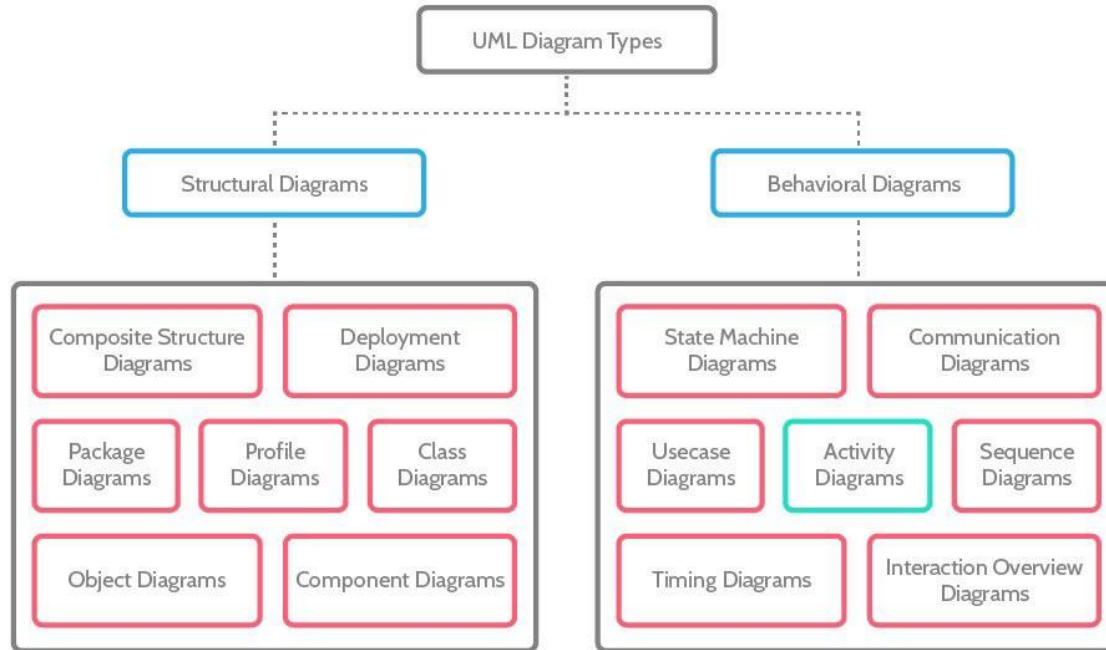 UML Diagram Types
Structural Diagrams
Behavioral Diagrams
Composite Structure
Diagrams
Deployment
Diagrams
Package
Diagrams
Profile
Diagrams
Class
Diagrams
Object Diagrams
Component Diagrams
State Machine
Diagrams
Communication
Diagrams
Usecase
Diagrams
Activity
Diagrams
Sequence
Diagrams
Timing Diagrams
Interaction Overview
Diagrams